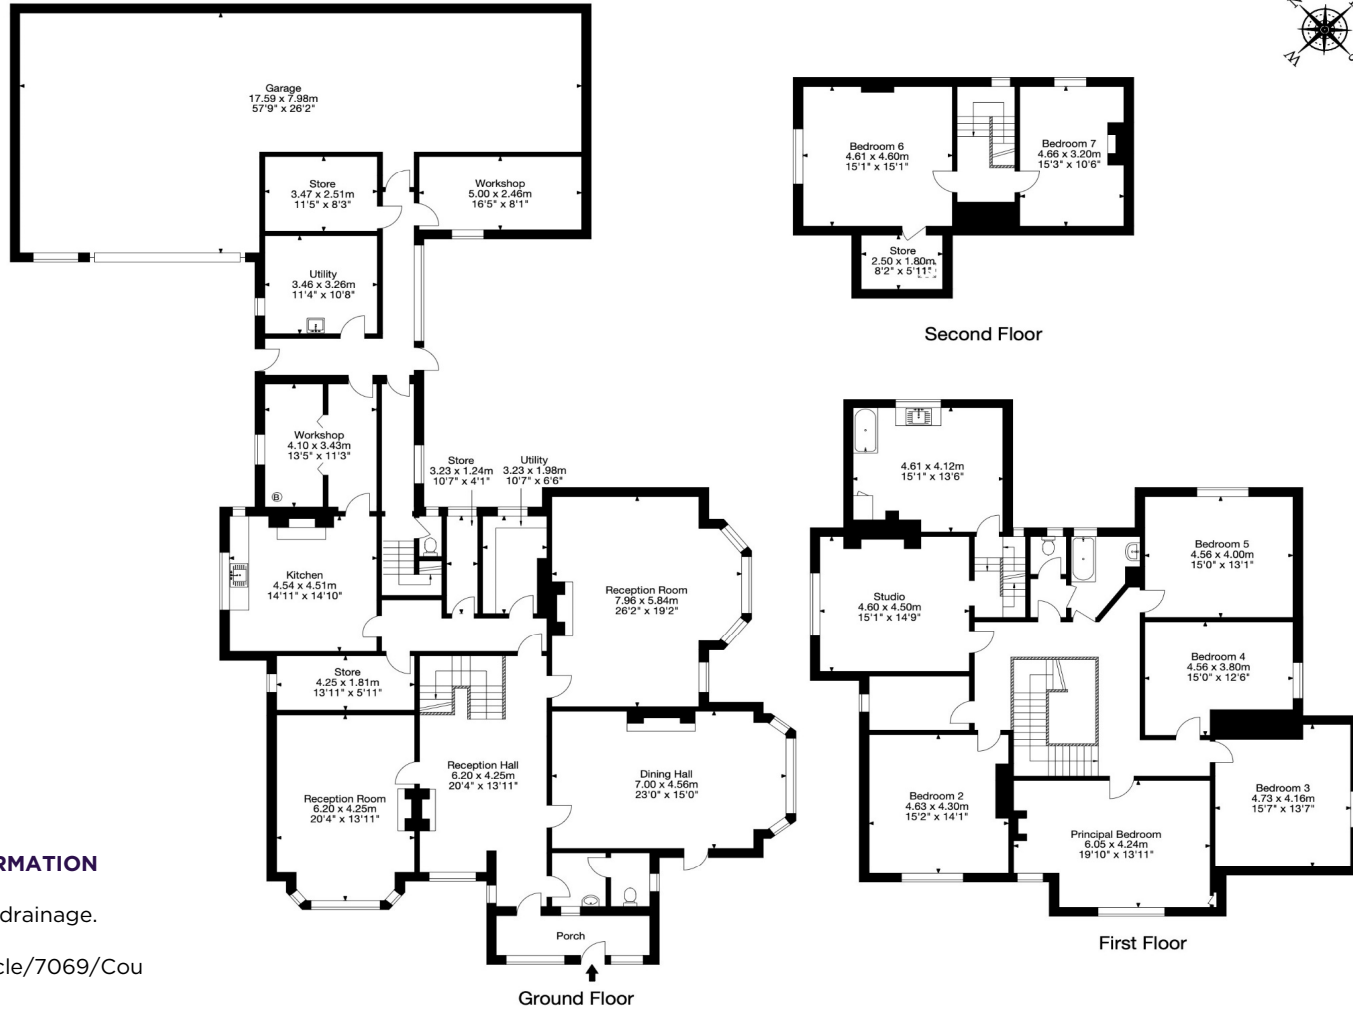 Garage
17.59 x 7.98m
57'9" x 26'2"
Store
3.47 x 2.51m
11'5" x 8'3"
Workshop
5.00 x 2.46m
16'5" x 8'1"
Utility
3.46 x 3.26m
11'4" x 10'8"
Workshop
4.10 x 3.43m
13'5" x 11'3"
B
Store
3.23 x 1.24m
10'7" x 4'1"
Utility
3.23 x 1.98m
10'7" x 6'6"
Kitchen
4.54 x 4.51m
14'11" x 14'10"
Reception Room
7.96 x 5.84m
26'2" x 19'2"
Store
4.25 x 1.81m
13'11" x 5'11"
Reception Hall
6.20 x 4.25m
20'4" x 13'11"
Dining Hall
7.00 x 4.56m
23'0" x 15'0"
Reception Room
6.20 x 4.25m
20'4" x 13'11"
Porch
Ground Floor
Bedroom 6
4.61 x 4.60m
15'1" x 15'1"
Bedroom 7
4.66 x 3.20m
15'3" x 10'6"
Store
2.50 x 1.80m
8'2" x 5'11"
Second Floor
4.61 x 4.12m
15'1" x 13'6"
Bedroom 5
4.56 x 4.00m
15'0" x 13'1"
Studio
4.60 x 4.50m
15'1" x 14'9"
Bedroom 4
4.56 x 3.80m
15'0" x 12'6"
Bedroom 2
4.63 x 4.30m
15'2" x 14'1"
Principal Bedroom
6.05 x 4.24m
19'10" x 13'11"
Bedroom 3
4.73 x 4.16m
15'7" x 13'7"
First Floor
W
RMATION
drainage.
cle/7069/Cou